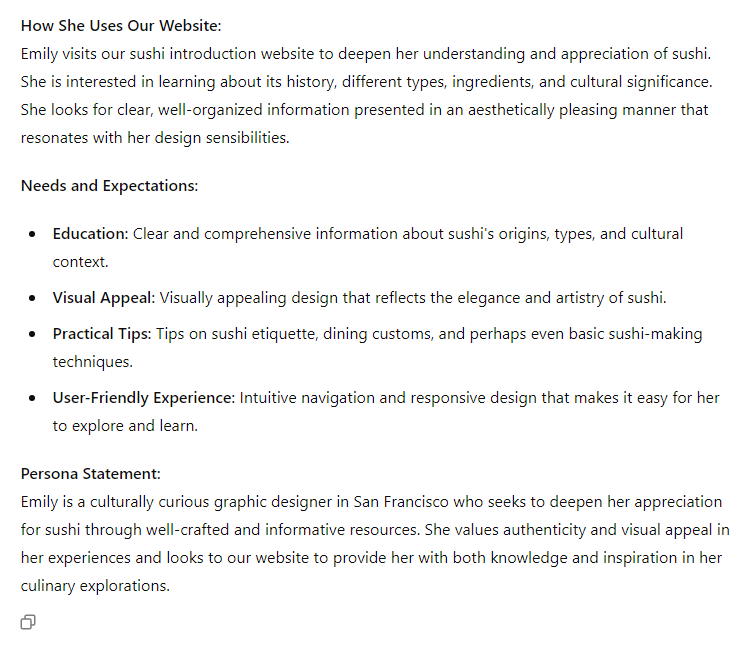 How She Uses Our Website:
Emily visits our sushi introduction website to deepen her understanding and appreciation of sushi.
She is interested in learning about its history, different types, ingredients, and cultural significance.
She looks for clear, well-organized information presented in an aesthetically pleasing manner that
resonates with her design sensibilities.
Needs and Expectations:
• Education: Clear and comprehensive information about sushi's origins, types, and cultural
context.
• Visual Appeal: Visually appealing design that reflects the elegance and artistry of sushi.
• Practical Tips: Tips on sushi etiquette, dining customs, and perhaps even basic sushi-making
techniques.
• User-Friendly Experience: Intuitive navigation and responsive design that makes it easy for her
to explore and learn.
Persona Statement:
Emily is a culturally curious graphic designer in San Francisco who seeks to deepen her appreciation
for sushi through well-crafted and informative resources. She values authenticity and visual appeal in
her experiences and looks to our website to provide her with both knowledge and inspiration in her
culinary explorations.